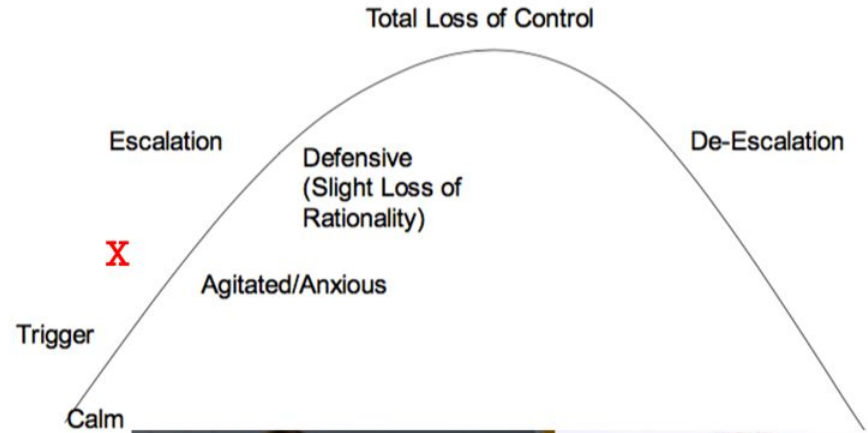 Total Loss of Control
Escalation
De-Escalation
Defensive
(Slight Loss of
Rationality)
X
Agitated/Anxious
Trigger
Calm